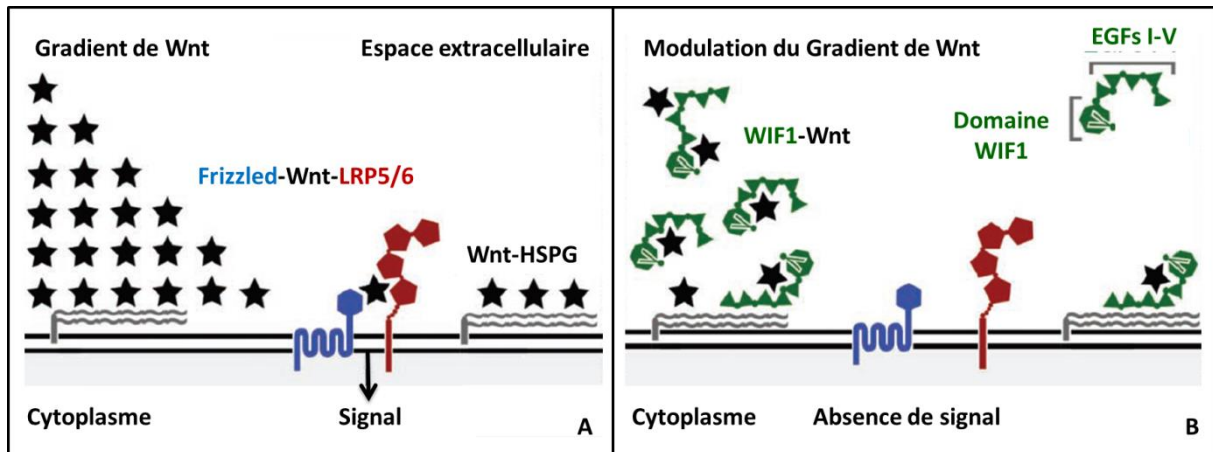 Gradient de Wnt
Espace extracellulaire
Frizzled-Wnt-LRP5/6
Wnt-HSPG
Cytoplasme
Signal
A
Modulation du Gradient de Wnt
EGFs I-V
WIF1-Wnt
Domaine
WIF1
Cytoplasme
Absence de signal
B